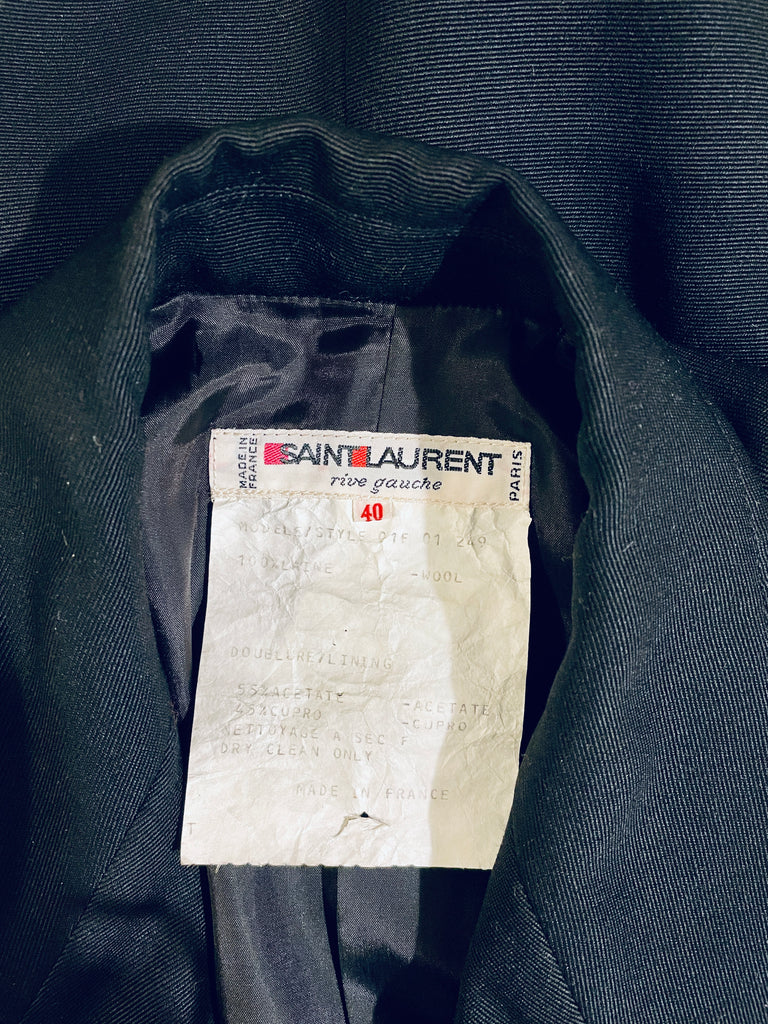 MADE IN
FRANCE
SAINT LAURENT
rive gauche
PARIS
40
MODELE/STYLE 01F 01 249
100%LAINE -WOOL
DOUBLURE/LINING
55%ACETATE -ACETATE
45%CUPRO -CUPRO
NETTOYAGE A SEC F
DRY CLEAN ONLY
MADE IN FRANCE
T